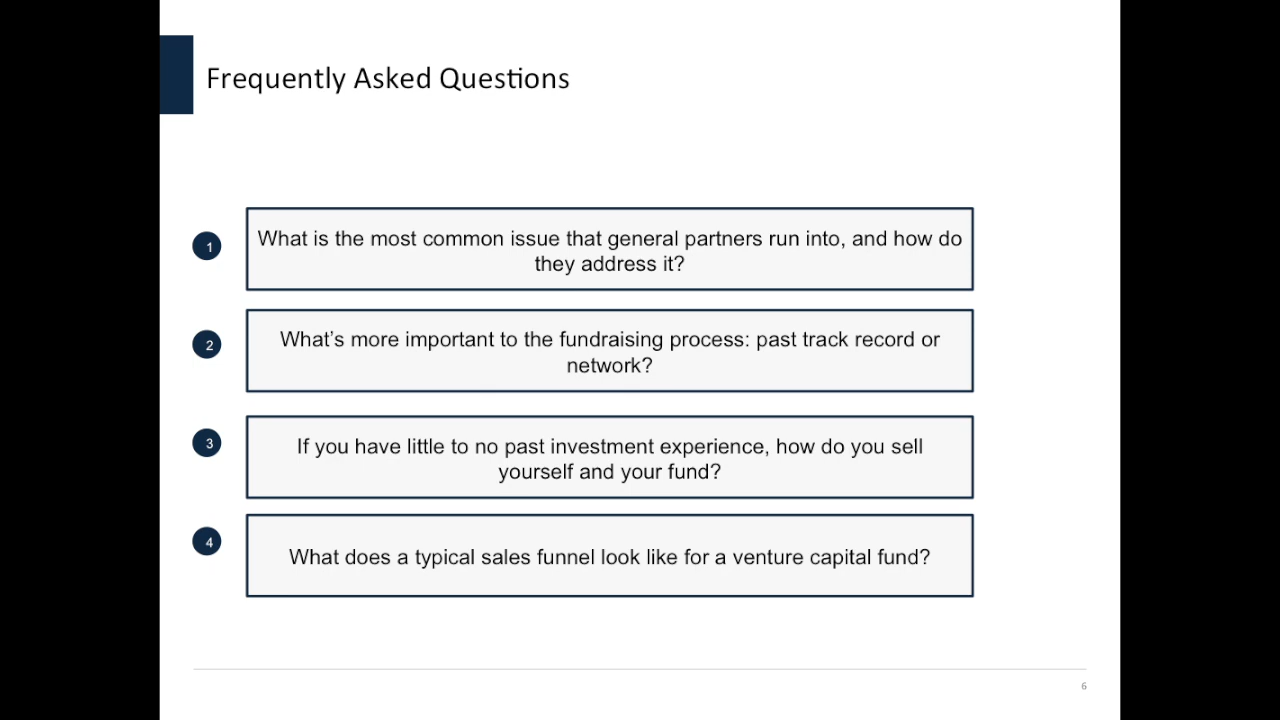 Frequently Asked Questions
1
What is the most common issue that general partners run into, and how do
they address it?
2
What’s more important to the fundraising process: past track record or
network?
3
If you have little to no past investment experience, how do you sell
yourself and your fund?
4
What does a typical sales funnel look like for a venture capital fund?
6